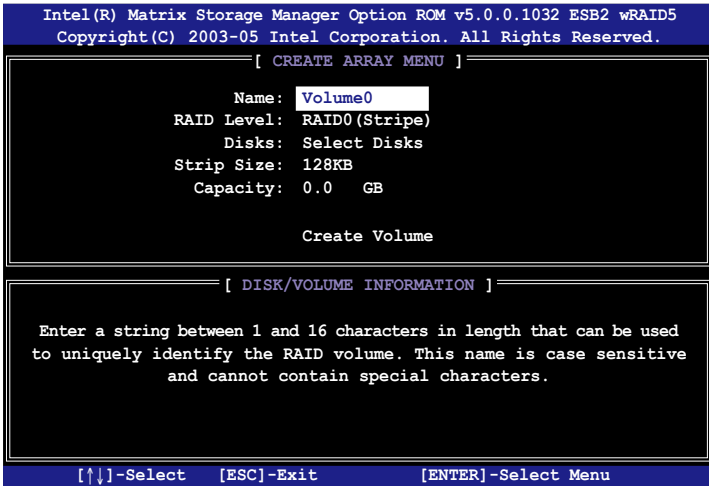 Intel(R) Matrix Storage Manager Option ROM v5.0.0.1032 ESB2 wRAID5
Copyright(C) 2003-05 Intel Corporation. All Rights Reserved.
[ CREATE ARRAY MENU ]
Name: Volume0
RAID Level: RAID0(Stripe)
Disks: Select Disks
Strip Size: 128KB
Capacity: 0.0 GB
Create Volume
[ DISK/VOLUME INFORMATION ]
Enter a string between 1 and 16 characters in length that can be used
to uniquely identify the RAID volume. This name is case sensitive
and cannot contain special characters.
[↑↓]-Select [ESC]-Exit [ENTER]-Select Menu